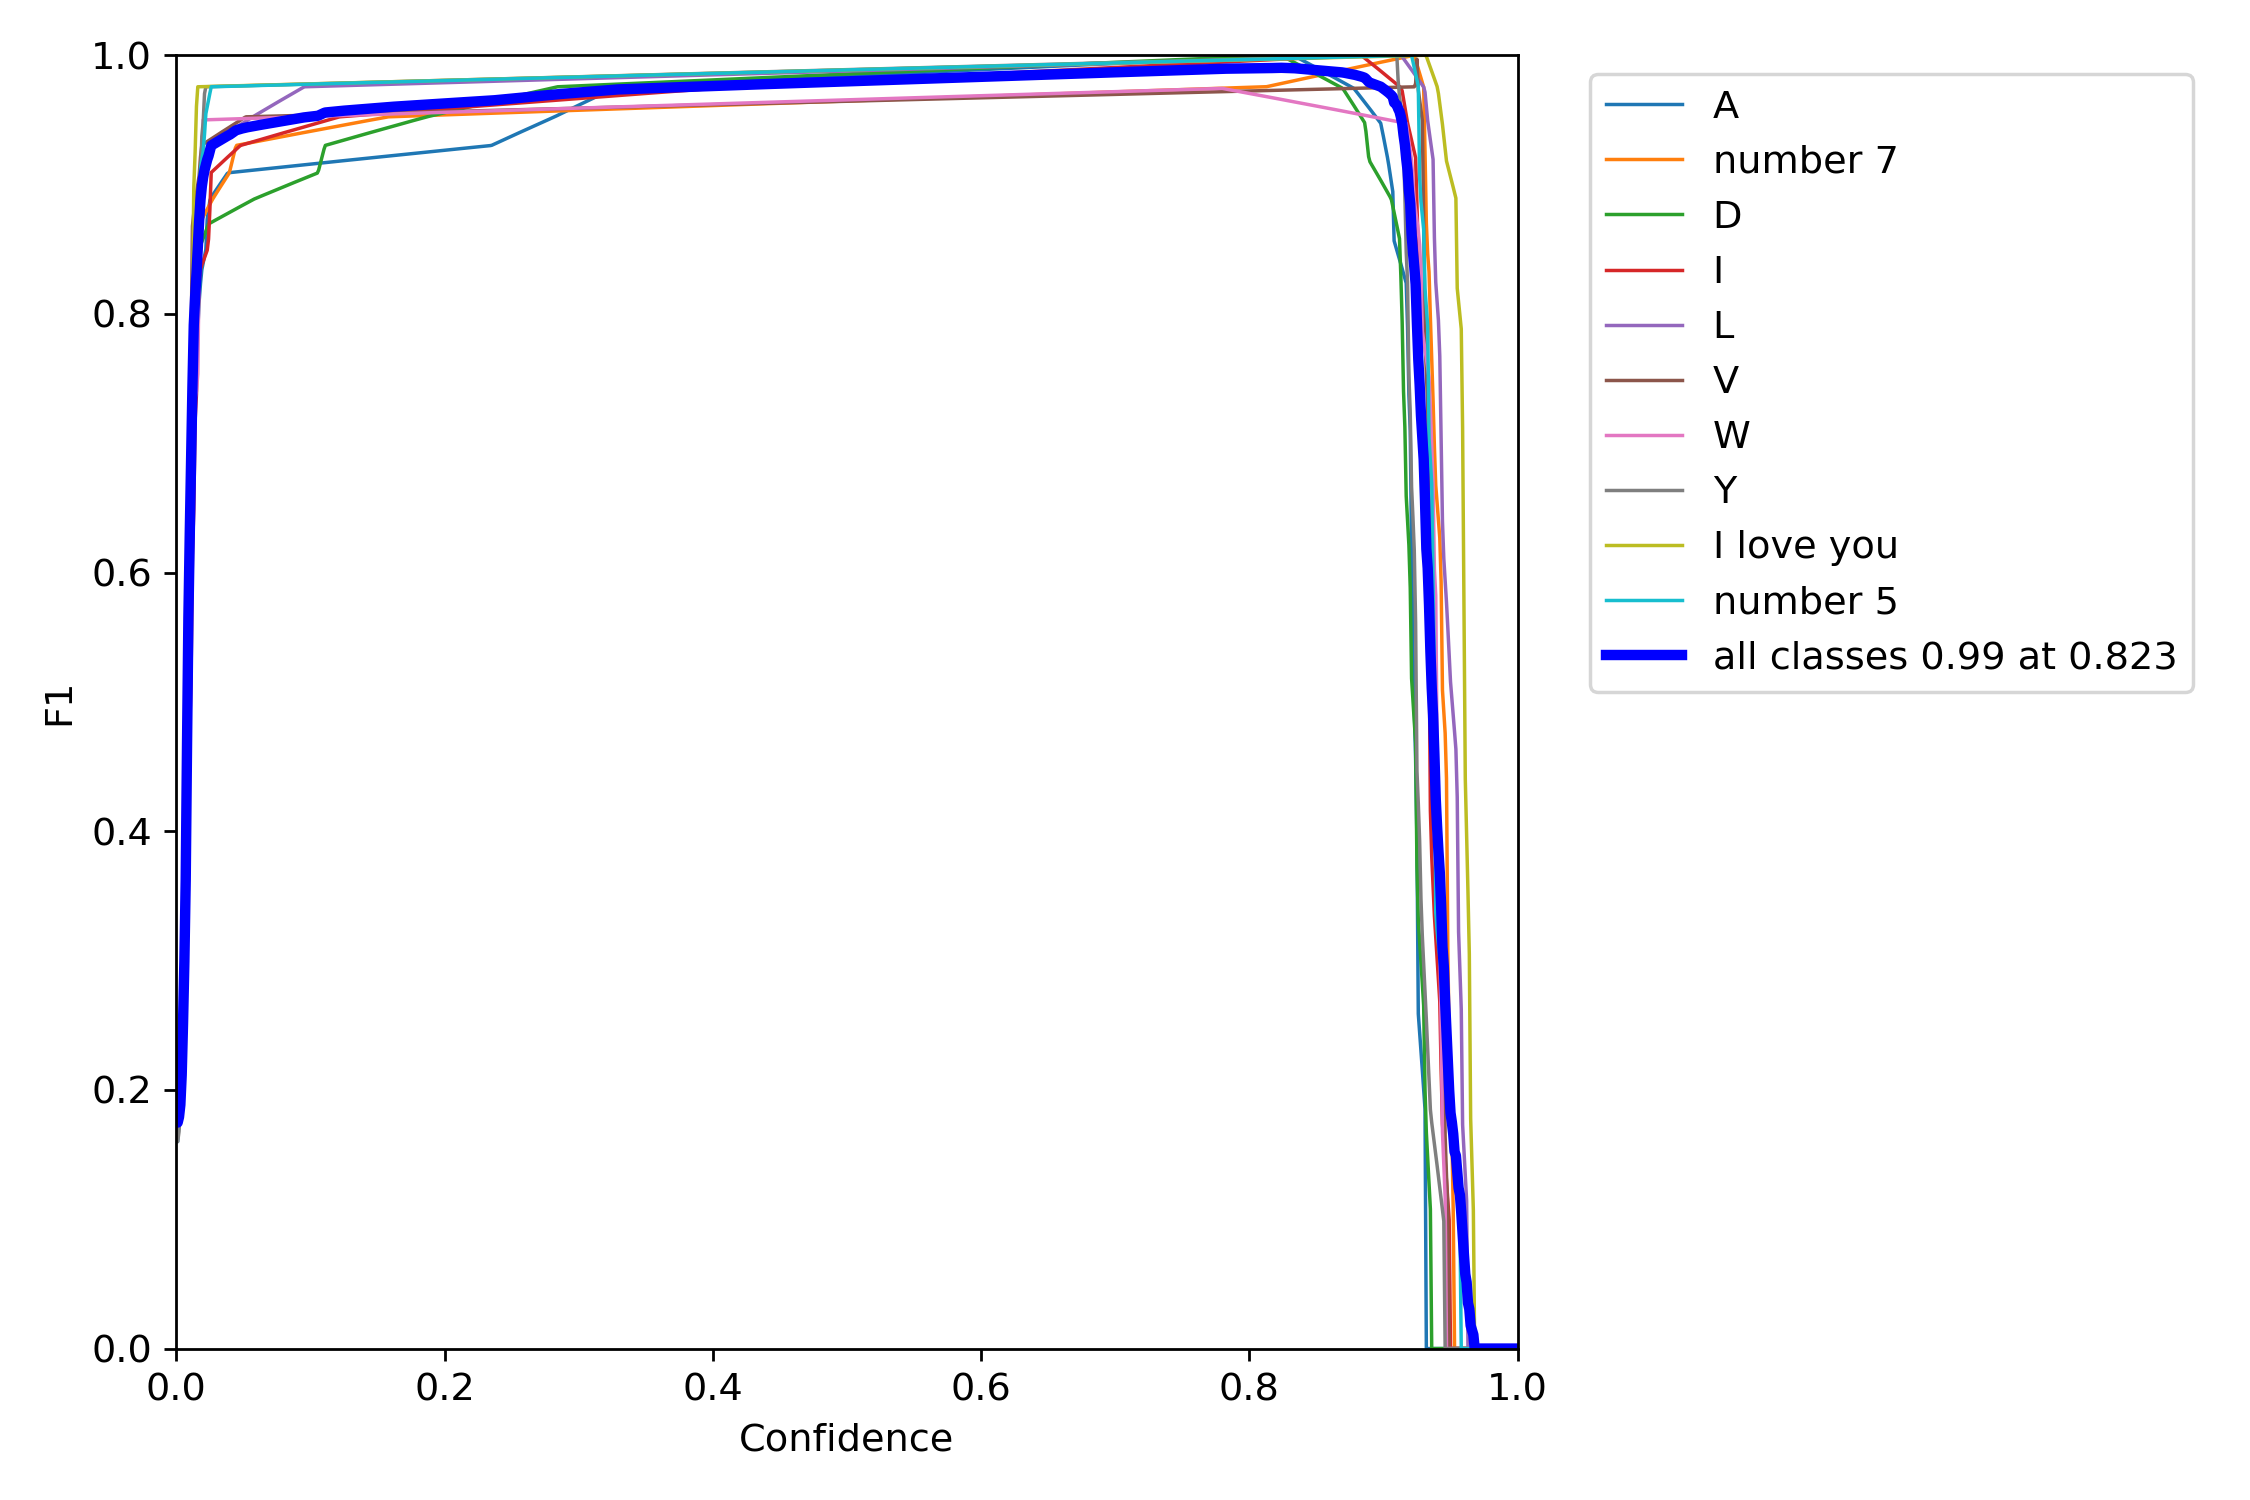 1.0
0.8
0.6
0.4
0.2
0.0
F1
0.0 0.2 0.4 0.6 0.8 1.0
Confidence
A
number 7
D
I
L
V
W
Y
I love you
number 5
all classes 0.99 at 0.823